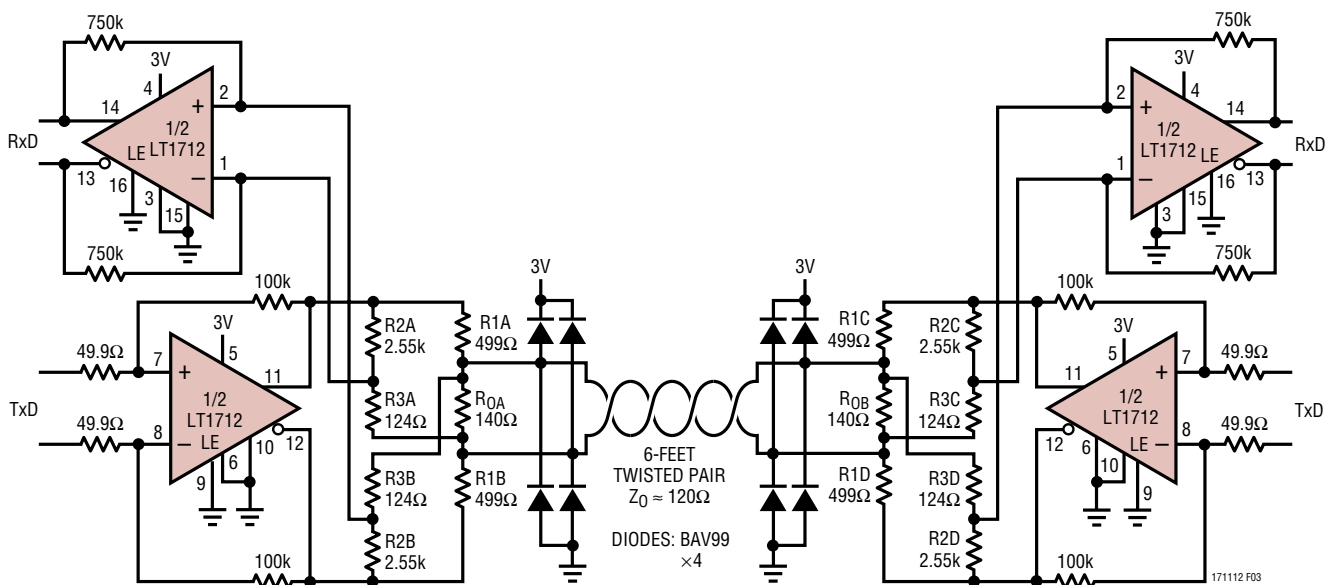 750k
3V
4
2
14
+
1/2
LT1712
RxD
LE
1
13
16
−
3
15
750k
750k
3V
4
2
14
+
1/2
LT1712
RxD
LE
1
13
16
−
3
15
750k
100k
3V
5
49.9Ω
7
+
11
1/2
LT1712
TxD
49.9Ω
8
−
LE
10
12
6
9
100k
R2A
2.55k
R3A
124Ω
R3B
124Ω
R2B
2.55k
R1A
499Ω
ROA
140Ω
R1B
499Ω
3V
3V
6-FEET
TWISTED PAIR
ZO ≈ 120Ω
DIODES: BAV99
×4
R1C
499Ω
ROB
140Ω
R1D
499Ω
R2C
2.55k
R3C
124Ω
R3D
124Ω
R2D
2.55k
100k
3V
5
7
49.9Ω
+
11
1/2
LT1712
TxD
49.9Ω
8
−
LE
12
6
10
9
100k
171112 F03